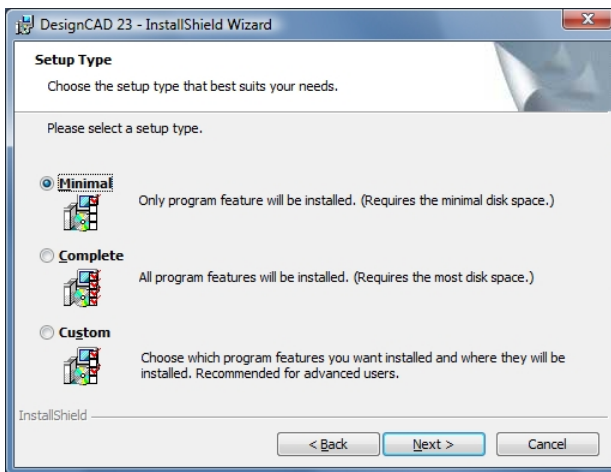 DesignCAD 23 - InstallShield Wizard
Setup Type
Choose the setup type that best suits your needs.
Please select a setup type.
Minimal
Only program feature will be installed. (Requires the minimal disk space.)
Complete
All program features will be installed. (Requires the most disk space.)
Custom
Choose which program features you want installed and where they will be
installed. Recommended for advanced users.
InstallShield
< Back Next > Cancel